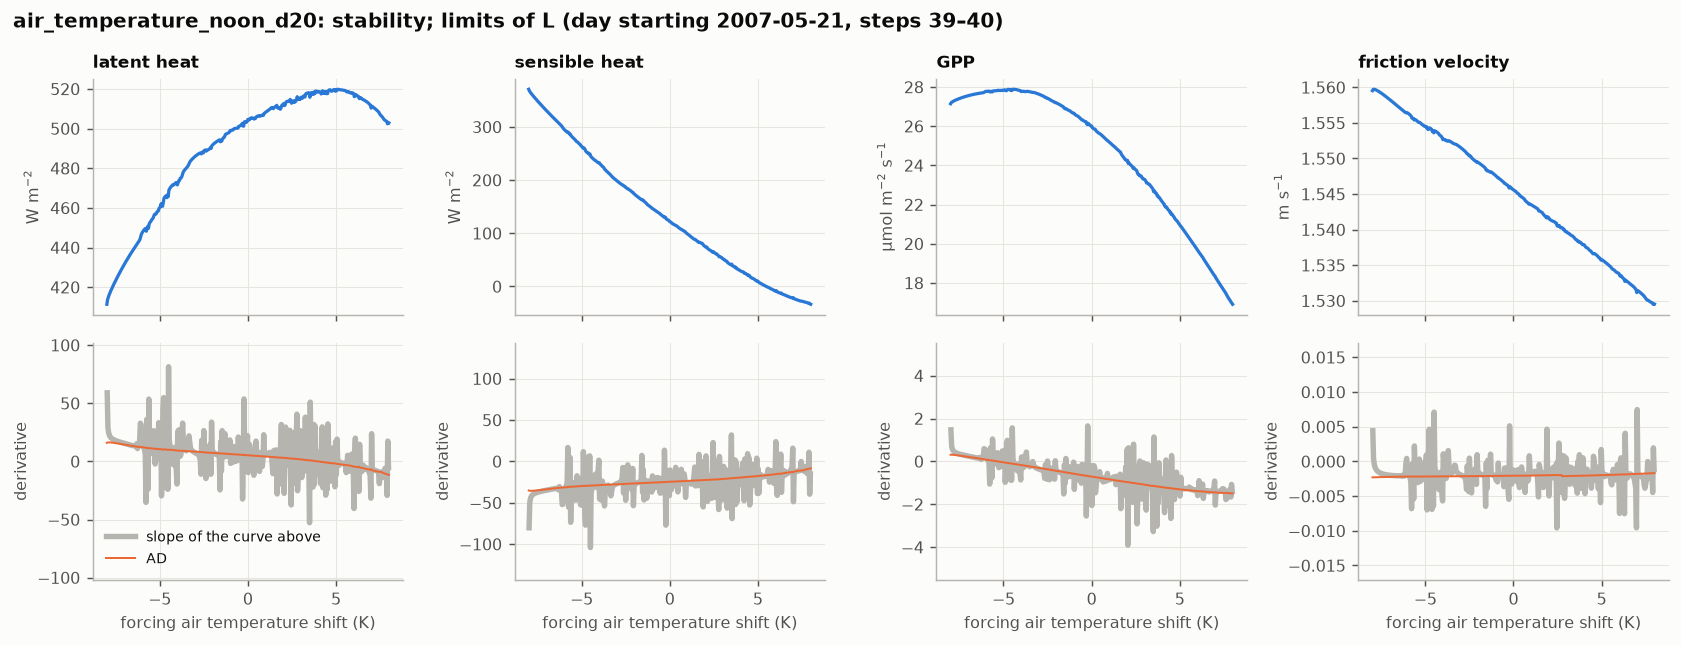 air_temperature_noon_d20: stability; limits of L (day starting 2007-05-21, steps 39–40)
latent heat
sensible heat
GPP
friction velocity
W m⁻²
520
500
480
460
440
420
W m⁻²
300
200
100
0
µmol m⁻² s⁻¹
28
26
24
22
20
18
m s⁻¹
1.560
1.555
1.550
1.545
1.540
1.535
1.530
derivative
100
50
0
−50
−100
slope of the curve above
AD
−5 0 5
forcing air temperature shift (K)
derivative
100
50
0
−50
−100
−5 0 5
forcing air temperature shift (K)
derivative
4
2
0
−2
−4
−5 0 5
forcing air temperature shift (K)
derivative
0.015
0.010
0.005
0.000
−0.005
−0.010
−0.015
−5 0 5
forcing air temperature shift (K)